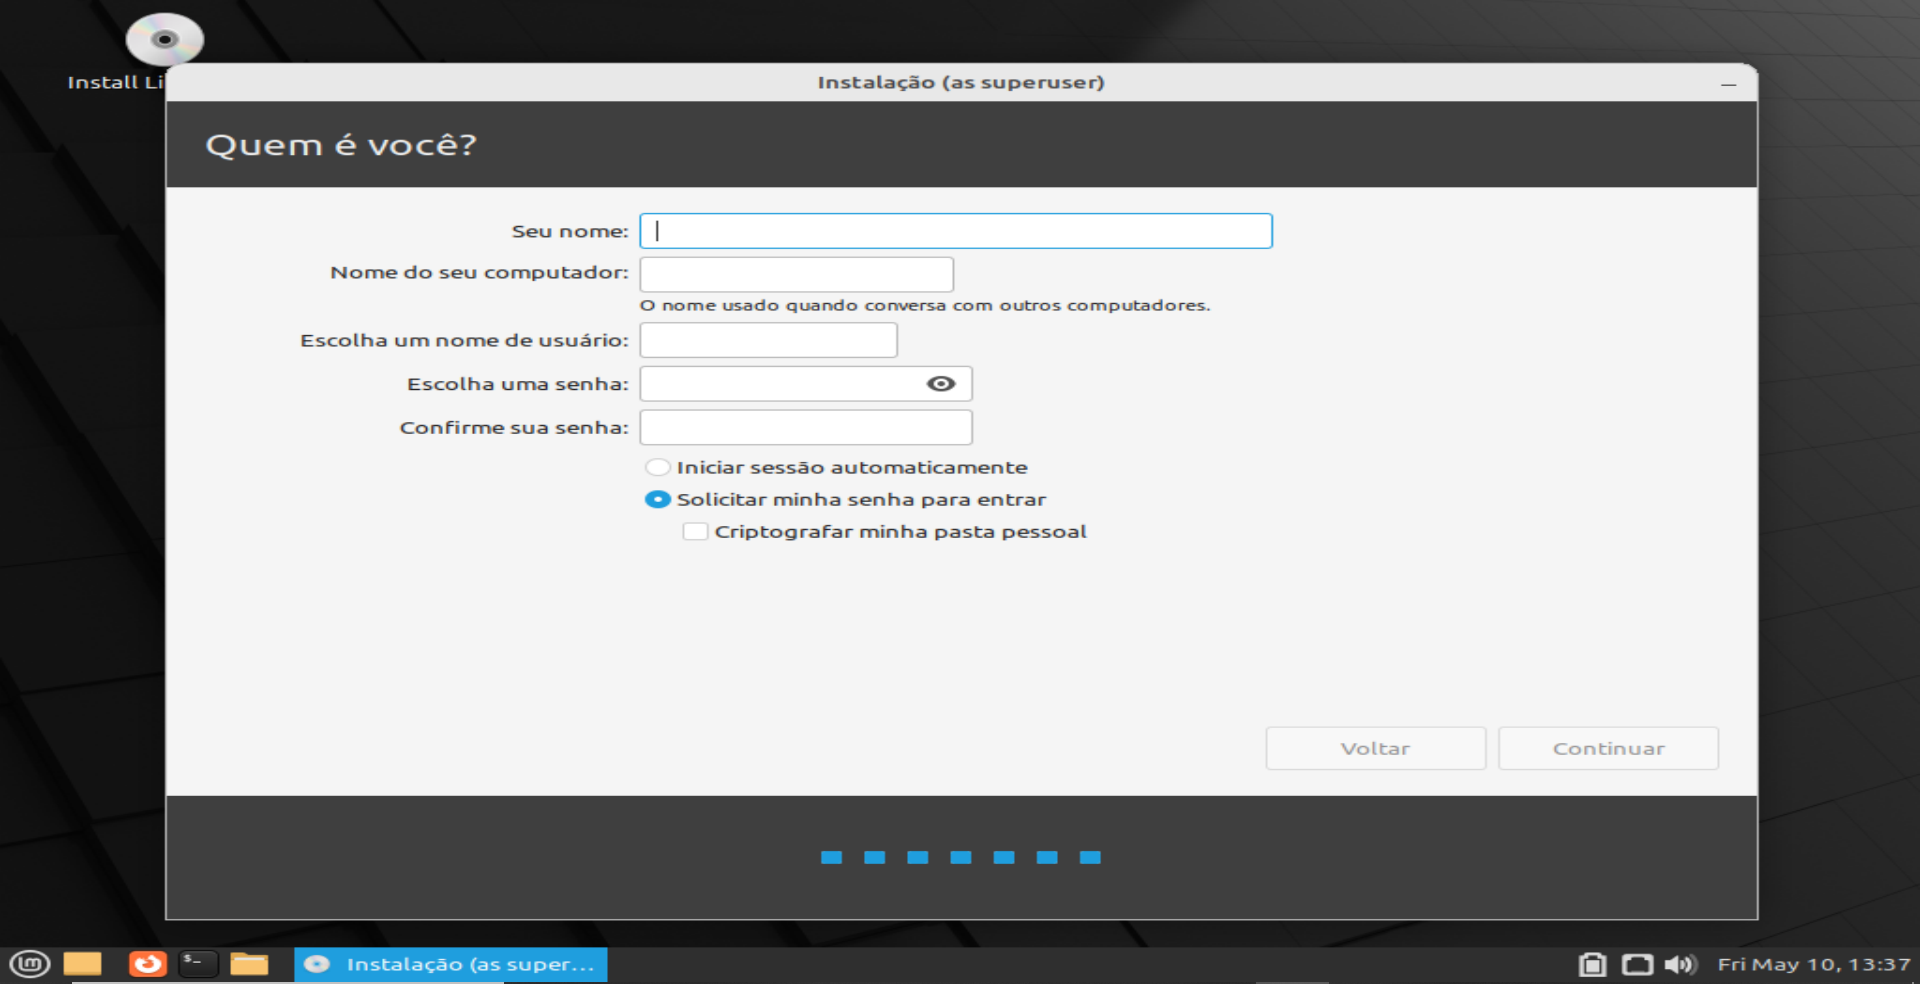 Install Li
Instalação (as superuser)
Quem é você?
Seu nome:
Nome do seu computador:
O nome usado quando conversa com outros computadores.
Escolha um nome de usuário:
Escolha uma senha:
Confirme sua senha:
Iniciar sessão automaticamente
Solicitar minha senha para entrar
Criptografar minha pasta pessoal
Voltar Continuar
lm $_ Instalação (as super... Fri May 10, 13:37